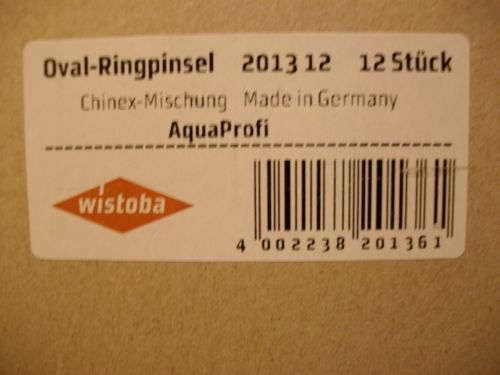 Oval-Ringpinsel 2013 12 12 Stück
Chinex-Mischung Made in Germany
AquaProfi
wistoba
4 002238 201361